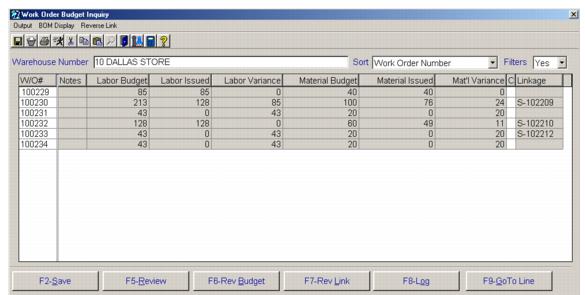 Work Order Budget Inquiry
Output BOM Display Reverse Link
Warehouse Number 10 DALLAS STORE Sort Work Order Number Filters Yes
W/O# Notes Labor Budget Labor Issued Labor Variance Material Budget Material Issued Mat'l Variance C Linkage
100229 85 85 0 40 40 0
100230 213 128 85 100 76 24 S-102209
100231 43 0 43 20 0 20
100232 128 128 0 60 49 11 S-102210
100233 43 0 43 20 0 20 S-102212
100234 43 0 43 20 0 20
F2-Save F5-Review F6-Rev Budget F7-Rev Link F8-Log F9-GoTo Line